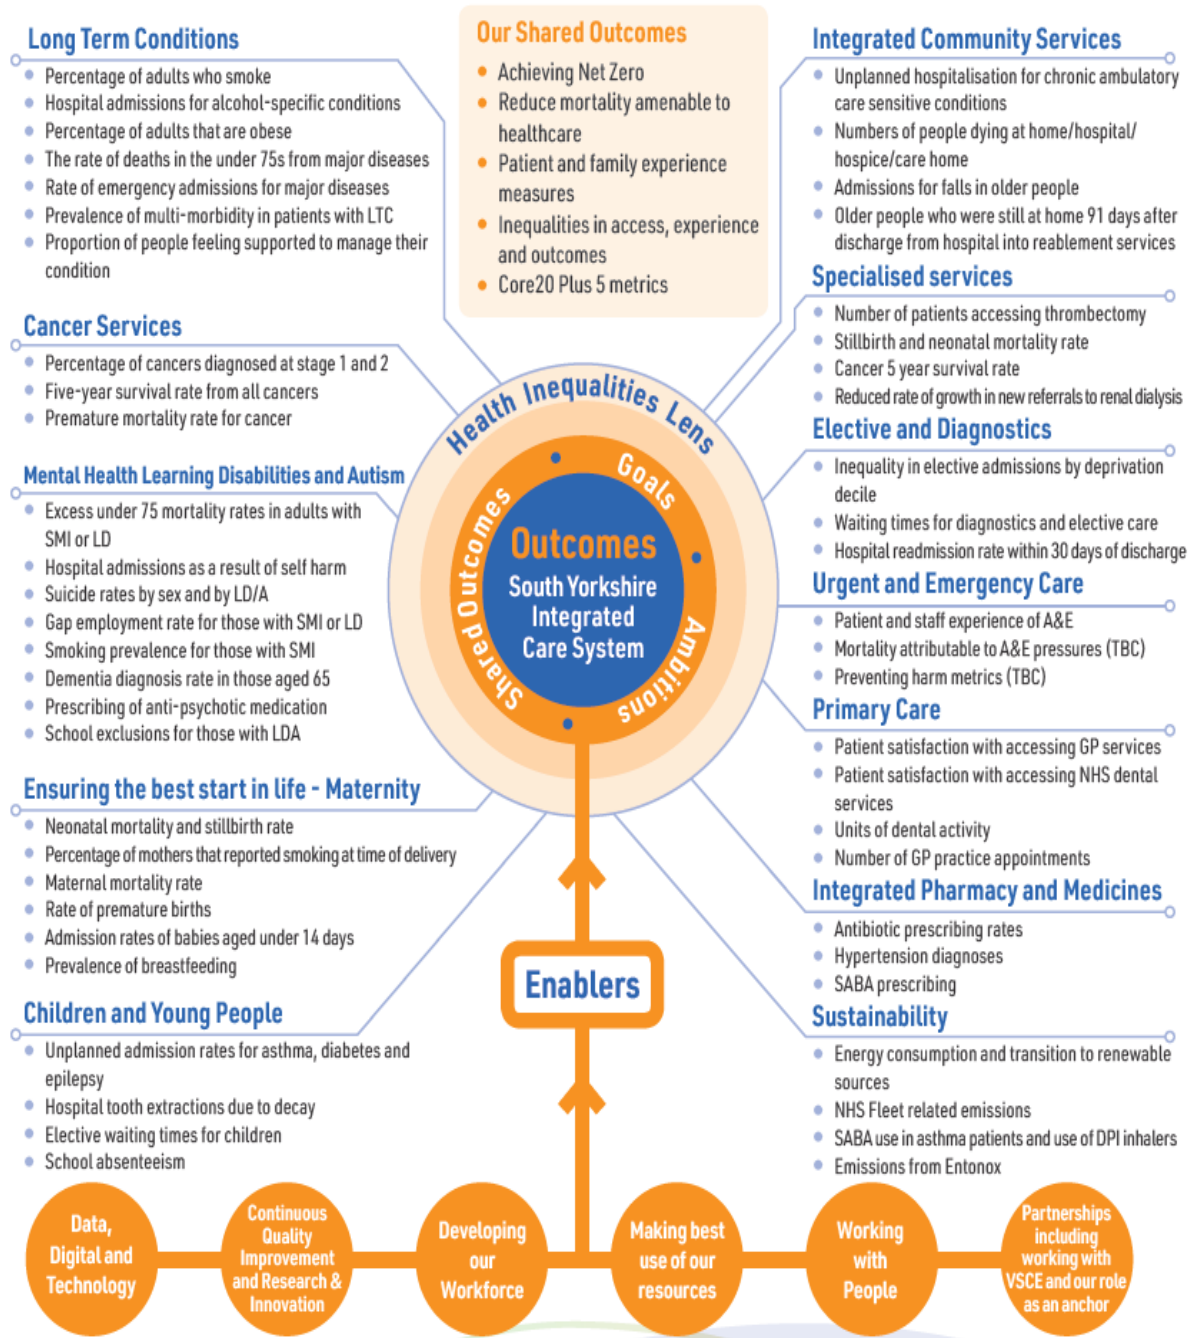 Long Term Conditions
Percentage of adults who smoke
Hospital admissions for alcohol-specific conditions
Percentage of adults that are obese
The rate of deaths in the under 75s from major diseases
Rate of emergency admissions for major diseases
Prevalence of multi-morbidity in patients with LTC
Proportion of people feeling supported to manage their
condition
Cancer Services
Percentage of cancers diagnosed at stage 1 and 2
Five-year survival rate from all cancers
Premature mortality rate for cancer
Mental Health Learning Disabilities and Autism
Excess under 75 mortality rates in adults with
SMI or LD
Hospital admissions as a result of self harm
Suicide rates by sex and by LD/A
Gap employment rate for those with SMI or LD
Smoking prevalence for those with SMI
Dementia diagnosis rate in those aged 65
Prescribing of anti-psychotic medication
School exclusions for those with LDA
Ensuring the best start in life - Maternity
Neonatal mortality and stillbirth rate
Percentage of mothers that reported smoking at time of delivery
Maternal mortality rate
Rate of premature births
Admission rates of babies aged under 14 days
Prevalence of breastfeeding
Children and Young People
Unplanned admission rates for asthma, diabetes and
epilepsy
Hospital tooth extractions due to decay
Elective waiting times for children
School absenteeism
Our Shared Outcomes
Achieving Net Zero
Reduce mortality amenable to
healthcare
Patient and family experience
measures
Inequalities in access, experience
and outcomes
Core20 Plus 5 metrics
Health Inequalities Lens
Shared Outcomes
Goals
Ambitions
Outcomes
South Yorkshire
Integrated
Care System
Enablers
Integrated Community Services
Unplanned hospitalisation for chronic ambulatory
care sensitive conditions
Numbers of people dying at home/hospital/
hospice/care home
Admissions for falls in older people
Older people who were still at home 91 days after
discharge from hospital into reablement services
Specialised services
Number of patients accessing thrombectomy
Stillbirth and neonatal mortality rate
Cancer 5 year survival rate
Reduced rate of growth in new referrals to renal dialysis
Elective and Diagnostics
Inequality in elective admissions by deprivation
decile
Waiting times for diagnostics and elective care
Hospital readmission rate within 30 days of discharge
Urgent and Emergency Care
Patient and staff experience of A&E
Mortality attributable to A&E pressures (TBC)
Preventing harm metrics (TBC)
Primary Care
Patient satisfaction with accessing GP services
Patient satisfaction with accessing NHS dental
services
Units of dental activity
Number of GP practice appointments
Integrated Pharmacy and Medicines
Antibiotic prescribing rates
Hypertension diagnoses
SABA prescribing
Sustainability
Energy consumption and transition to renewable
sources
NHS Fleet related emissions
SABA use in asthma patients and use of DPI inhalers
Emissions from Entonox
Data,
Digital and
Technology
Continuous
Quality
Improvement
and Research &
Innovation
Developing
our
Workforce
Making best
use of our
resources
Working
with
People
Partnerships
including
working with
VSCE and our role
as an anchor